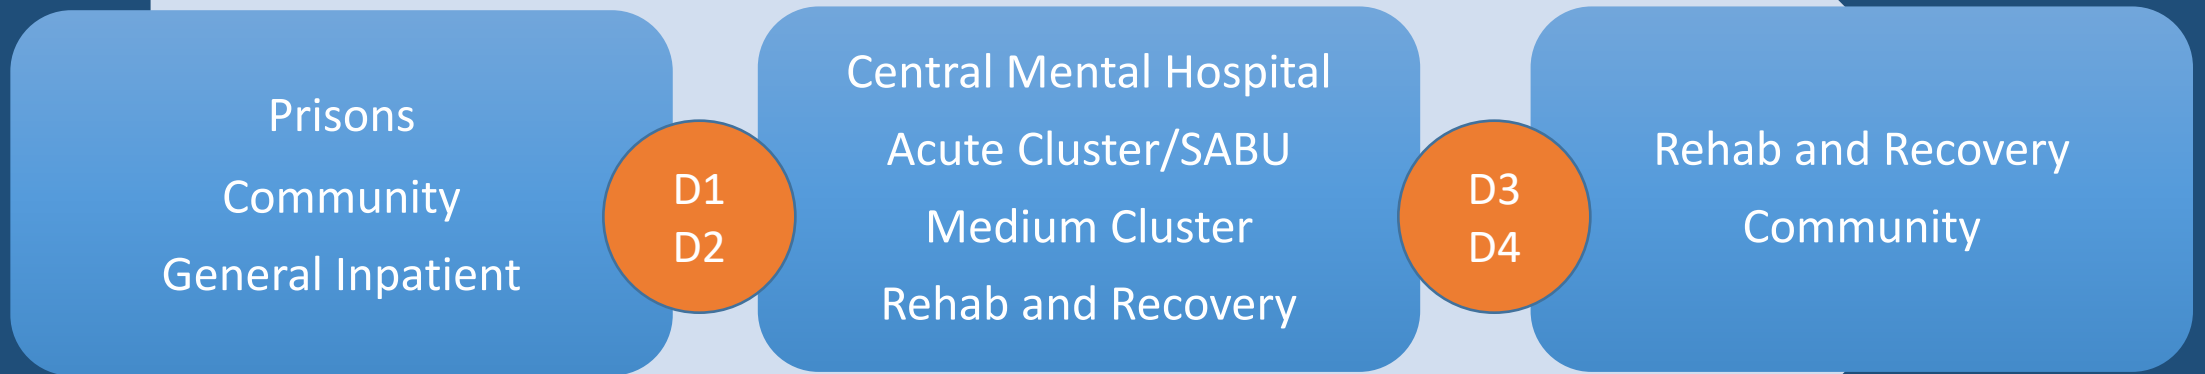 Prisons
Community
General Inpatient
D1
D2
Central Mental Hospital
Acute Cluster/SABU
Medium Cluster
Rehab and Recovery
D3
D4
Rehab and Recovery
Community